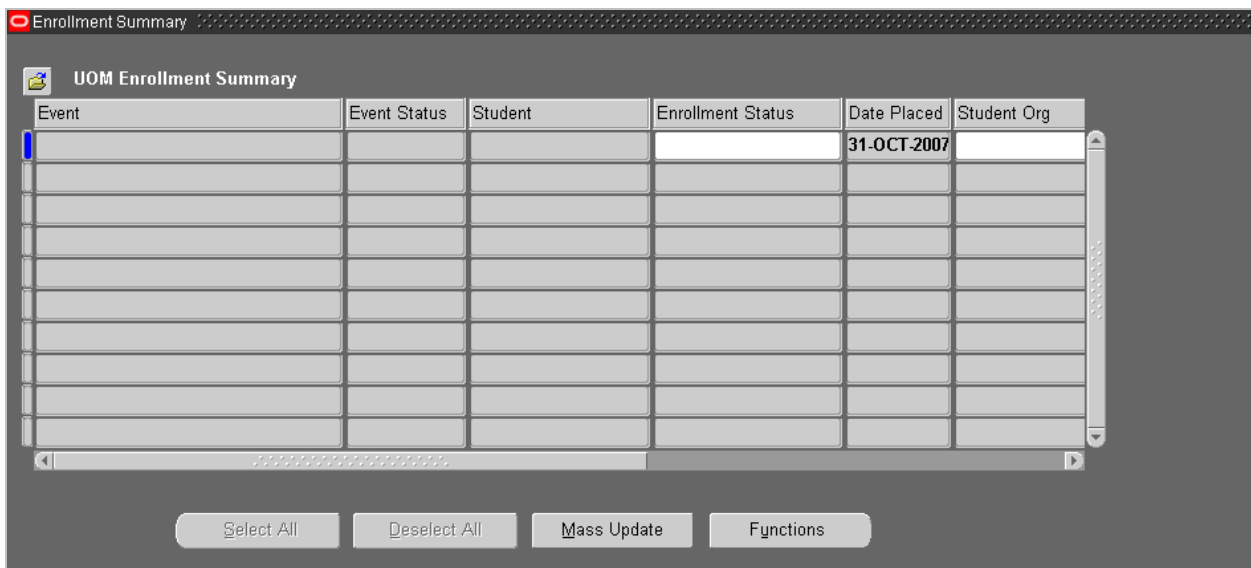 Enrollment Summary
UOM Enrollment Summary
Event Event Status Student Enrollment Status Date Placed Student Org
31-OCT-2007
Select All Deselect All Mass Update Functions